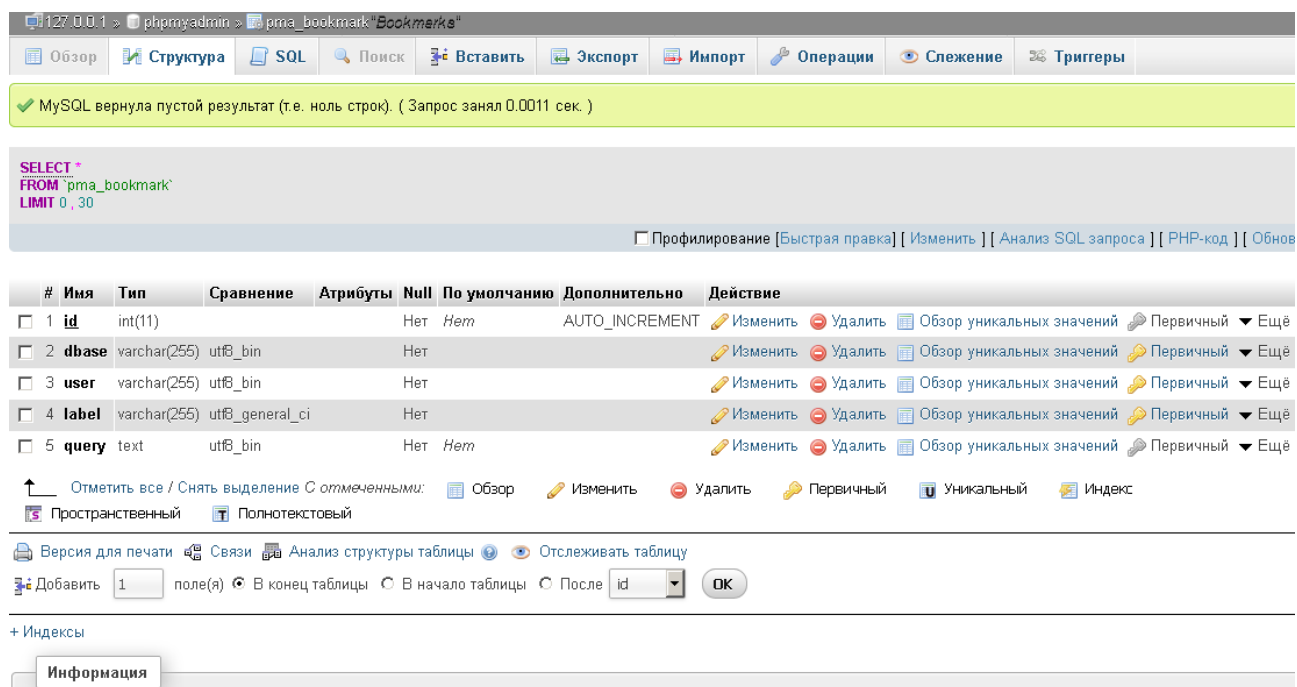 127.0.0.1 » phpmyadmin » pma_bookmark "Bookmarks"
Обзор Структура SQL Поиск Вставить Экспорт Импорт Операции Слежение Триггеры
MySQL вернула пустой результат (т.е. ноль строк). ( Запрос занял 0.0011 сек. )
SELECT *
FROM `pma_bookmark`
LIMIT 0 , 30
Профилирование [Быстрая правка] [ Изменить ] [ Анализ SQL запроса ] [ PHP-код ] [ Обнов
# Имя Тип Сравнение Атрибуты Null По умолчанию Дополнительно Действие
1 id int(11) Нет Нет AUTO_INCREMENT Изменить Удалить Обзор уникальных значений Первичный Ещё
2 dbase varchar(255) utf8_bin Нет Изменить Удалить Обзор уникальных значений Первичный Ещё
3 user varchar(255) utf8_bin Нет Изменить Удалить Обзор уникальных значений Первичный Ещё
4 label varchar(255) utf8_general_ci Нет Изменить Удалить Обзор уникальных значений Первичный Ещё
5 query text utf8_bin Нет Нет Изменить Удалить Обзор уникальных значений Первичный Ещё
Отметить все / Снять выделение С отмеченными: Обзор Изменить Удалить Первичный U Уникальный Индекс
S Пространственный T Полнотекстовый
Версия для печати Связи Анализ структуры таблицы Отслеживать таблицу
Добавить 1 поле(я) В конец таблицы В начало таблицы После id OK
+ Индексы
Информация